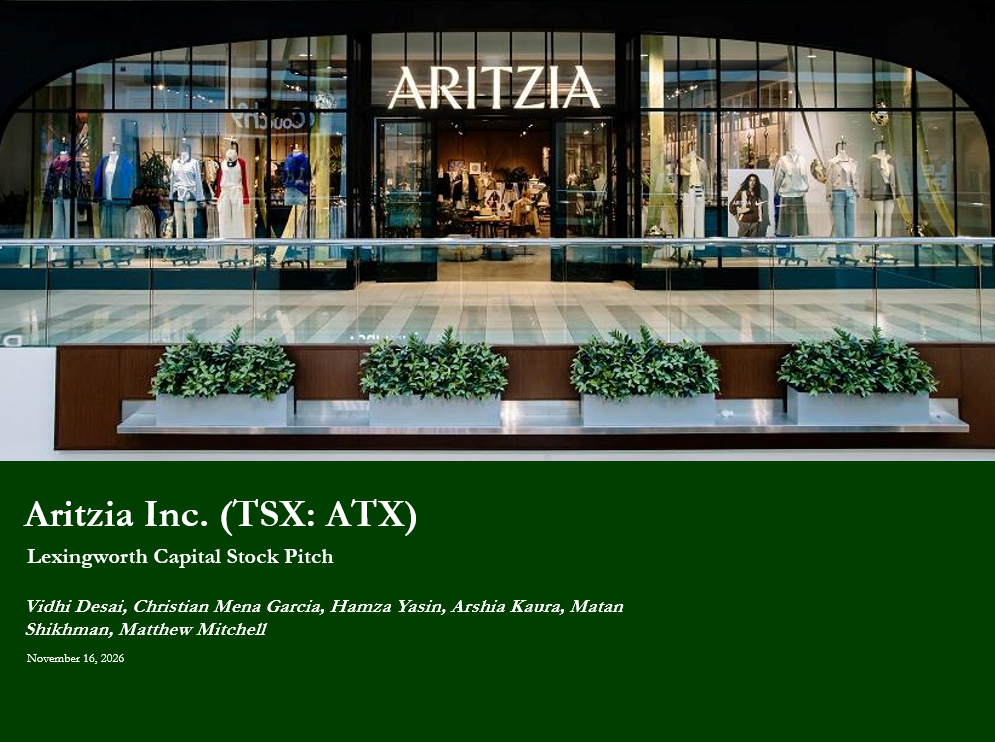 ARITZIA
Aritzia Inc. (TSX: ATX)
Lexingworth Capital Stock Pitch
Vidhi Desai, Christian Mena Garcia, Hamza Yasin, Arshia Kaura, Matan
Shikhman, Matthew Mitchell
November 16, 2026